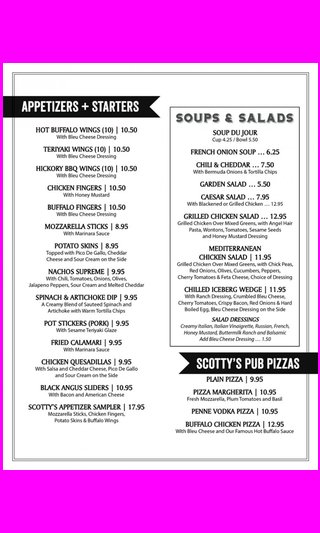 APPETIZERS + STARTERS
HOT BUFFALO WINGS (10) | 10.50
With Bleu Cheese Dressing
TERIYAKI WINGS (10) | 10.50
With Bleu Cheese Dressing
HICKORY BBQ WINGS (10) | 10.50
With Bleu Cheese Dressing
CHICKEN FINGERS | 10.50
With Honey Mustard
BUFFALO FINGERS | 10.50
With Bleu Cheese Dressing
MOZZARELLA STICKS | 8.95
With Marinara Sauce
POTATO SKINS | 8.95
Topped with Pico De Gallo, Cheddar
Cheese and Sour Cream on the Side
NACHOS SUPREME | 9.95
With Chili, Tomatoes, Onions, Olives,
Jalapeno Peppers, Sour Cream and Melted Cheddar
SPINACH & ARTICHOKE DIP | 9.95
A Creamy Blend of Sauteed Spinach and
Artichoke with Warm Tortilla Chips
POT STICKERS (PORK) | 9.95
With Sesame Teriyaki Glaze
FRIED CALAMARI | 9.95
With Marinara Sauce
CHICKEN QUESADILLAS | 9.95
With Salsa and Cheddar Cheese, Pico De Gallo
and Sour Cream on the Side
BLACK ANGUS SLIDERS | 10.95
With Bacon and American Cheese
SCOTTY'S APPETIZER SAMPLER | 17.95
Mozzarella Sticks, Chicken Fingers,
Potato Skins & Buffalo Wings
SOUPS & SALADS
SOUP DU JOUR
Cup 4.25 / Bowl 5.50
FRENCH ONION SOUP ... 6.25
CHILI & CHEDDAR ... 7.50
With Bermuda Onions & Tortilla Chips
GARDEN SALAD ... 5.50
CAESAR SALAD ... 7.95
With Blackened or Grilled Chicken ... 12.95
GRILLED CHICKEN SALAD ... 12.95
Grilled Chicken Over Mixed Greens, with Angel Hair
Pasta, Wontons, Tomatoes, Sesame Seeds
and Honey Mustard Dressing
MEDITERRANEAN
CHICKEN SALAD | 11.95
Grilled Chicken Over Mixed Greens, with Chick Peas,
Red Onions, Olives, Cucumbers, Peppers,
Cherry Tomatoes & Feta Cheese, Choice of Dressing
CHILLED ICEBERG WEDGE | 11.95
With Ranch Dressing, Crumbled Bleu Cheese,
Cherry Tomatoes, Crispy Bacon, Red Onions & Hard
Boiled Egg, Bleu Cheese Dressing on the Side
SALAD DRESSINGS
Creamy Italian, Italian Vinaigrette, Russian, French,
Honey Mustard, Buttermilk Ranch and Balsamic
Add Bleu Cheese Dressing .... 1.50
SCOTTY'S PUB PIZZAS
PLAIN PIZZA | 9.95
PIZZA MARGHERITA | 10.95
Fresh Mozzarella, Plum Tomatoes and Basil
PENNE VODKA PIZZA | 10.95
BUFFALO CHICKEN PIZZA | 12.95
With Bleu Cheese and Our Famous Hot Buffalo Sauce